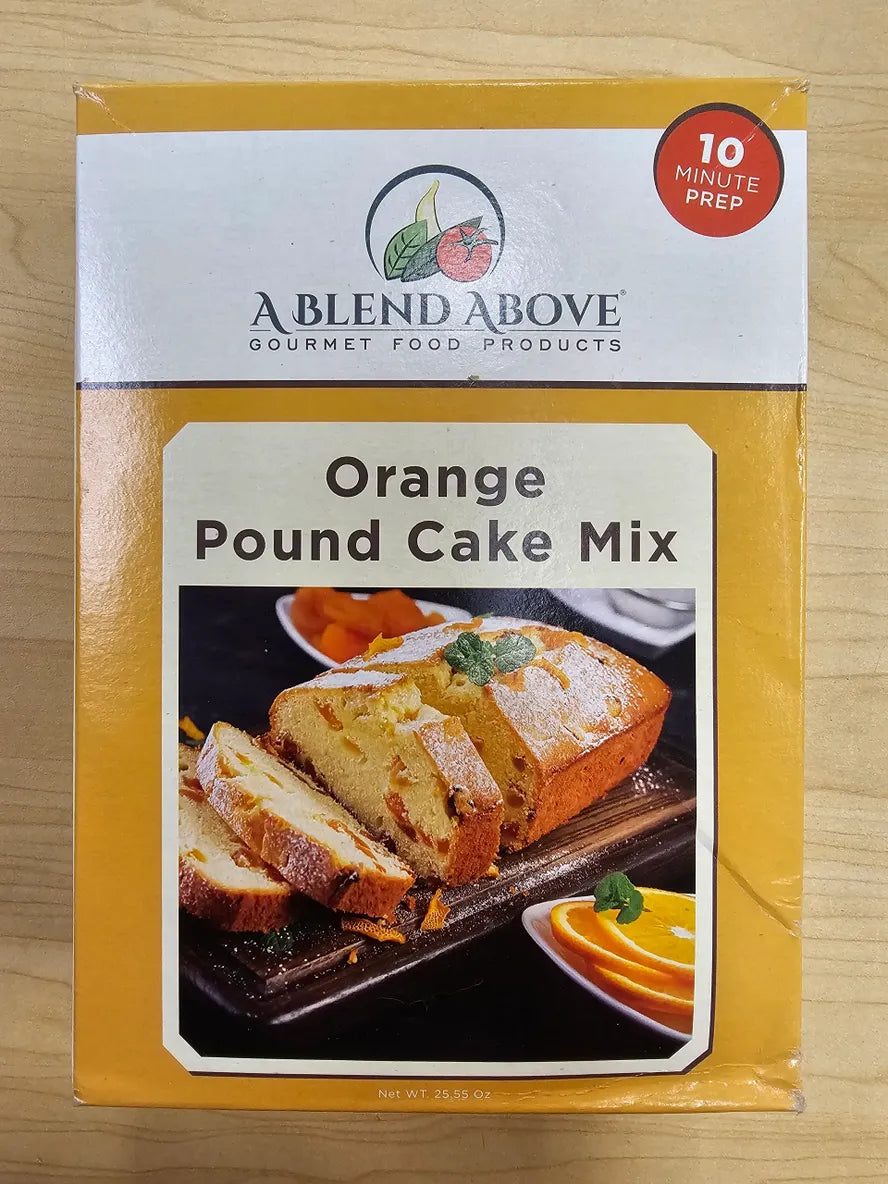 10
MINUTE
PREP
A BLEND ABOVE®
GOURMET FOOD PRODUCTS
Orange
Pound Cake Mix
Net WT. 25.55 Oz